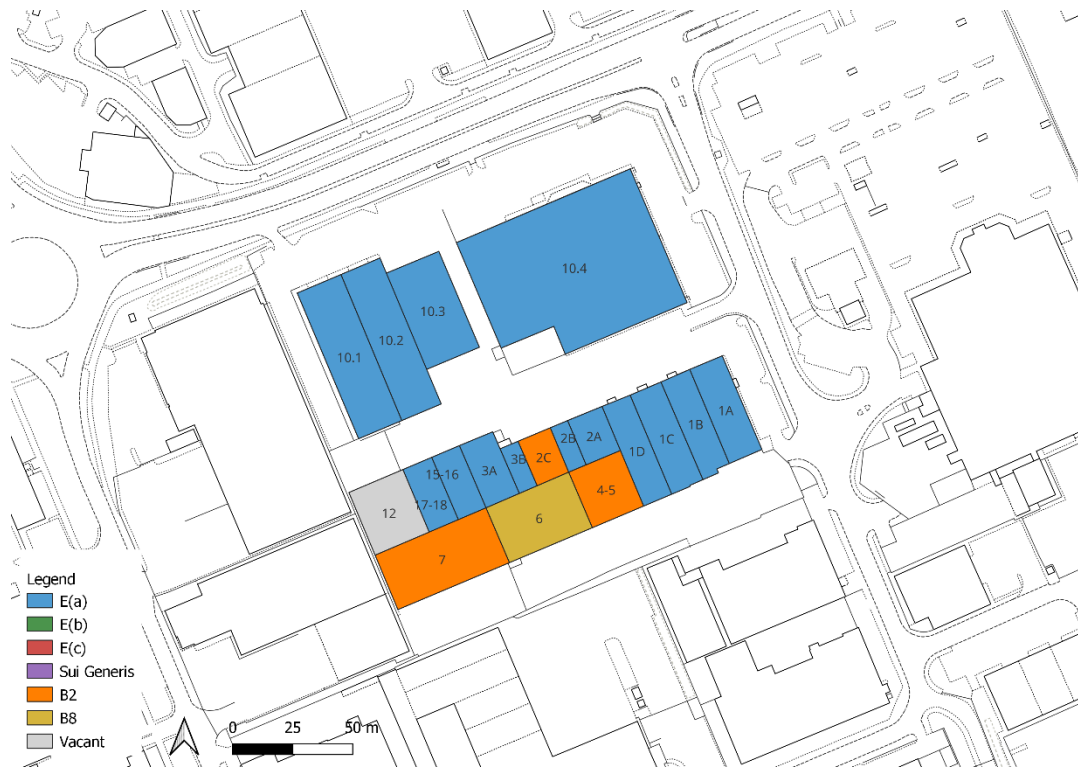 10.4
10.3
10.2
10.1
1A
1B
1C
1D
2A
2B
2C
3B
3A
15-16
17-18
12
4-5
6
7
Legend
E(a)
E(b)
E(c)
Sui Generis
B2
B8
Vacant
0 25 50 m